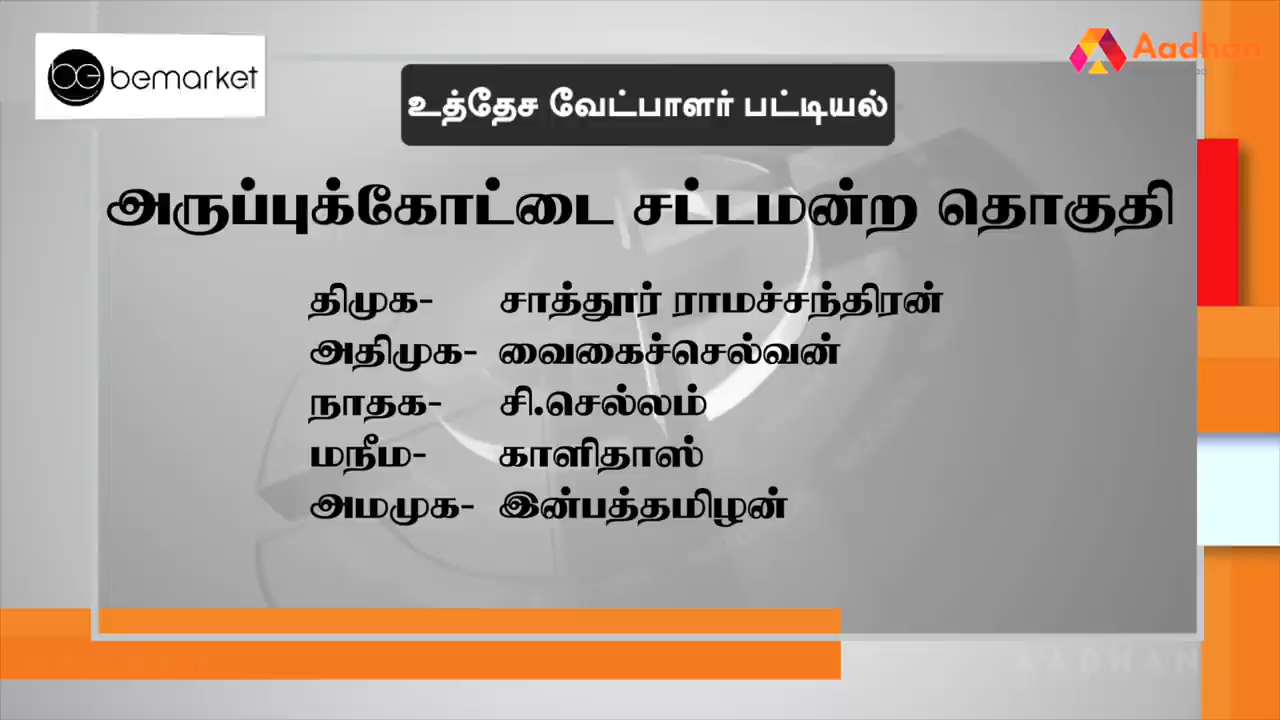 bemarket
Aadhan
உத்தேச வேட்பாளர் பட்டியல்
அருப்புக்கோட்டை சட்டமன்ற தொகுதி
திமுக- சாத்தூர் ராமச்சந்திரன்
அதிமுக- வைகைச்செல்வன்
நாதக- சி.செல்லம்
மநீம- காளிதாஸ்
அமமுக- இன்பத்தமிழன்
AADHAN